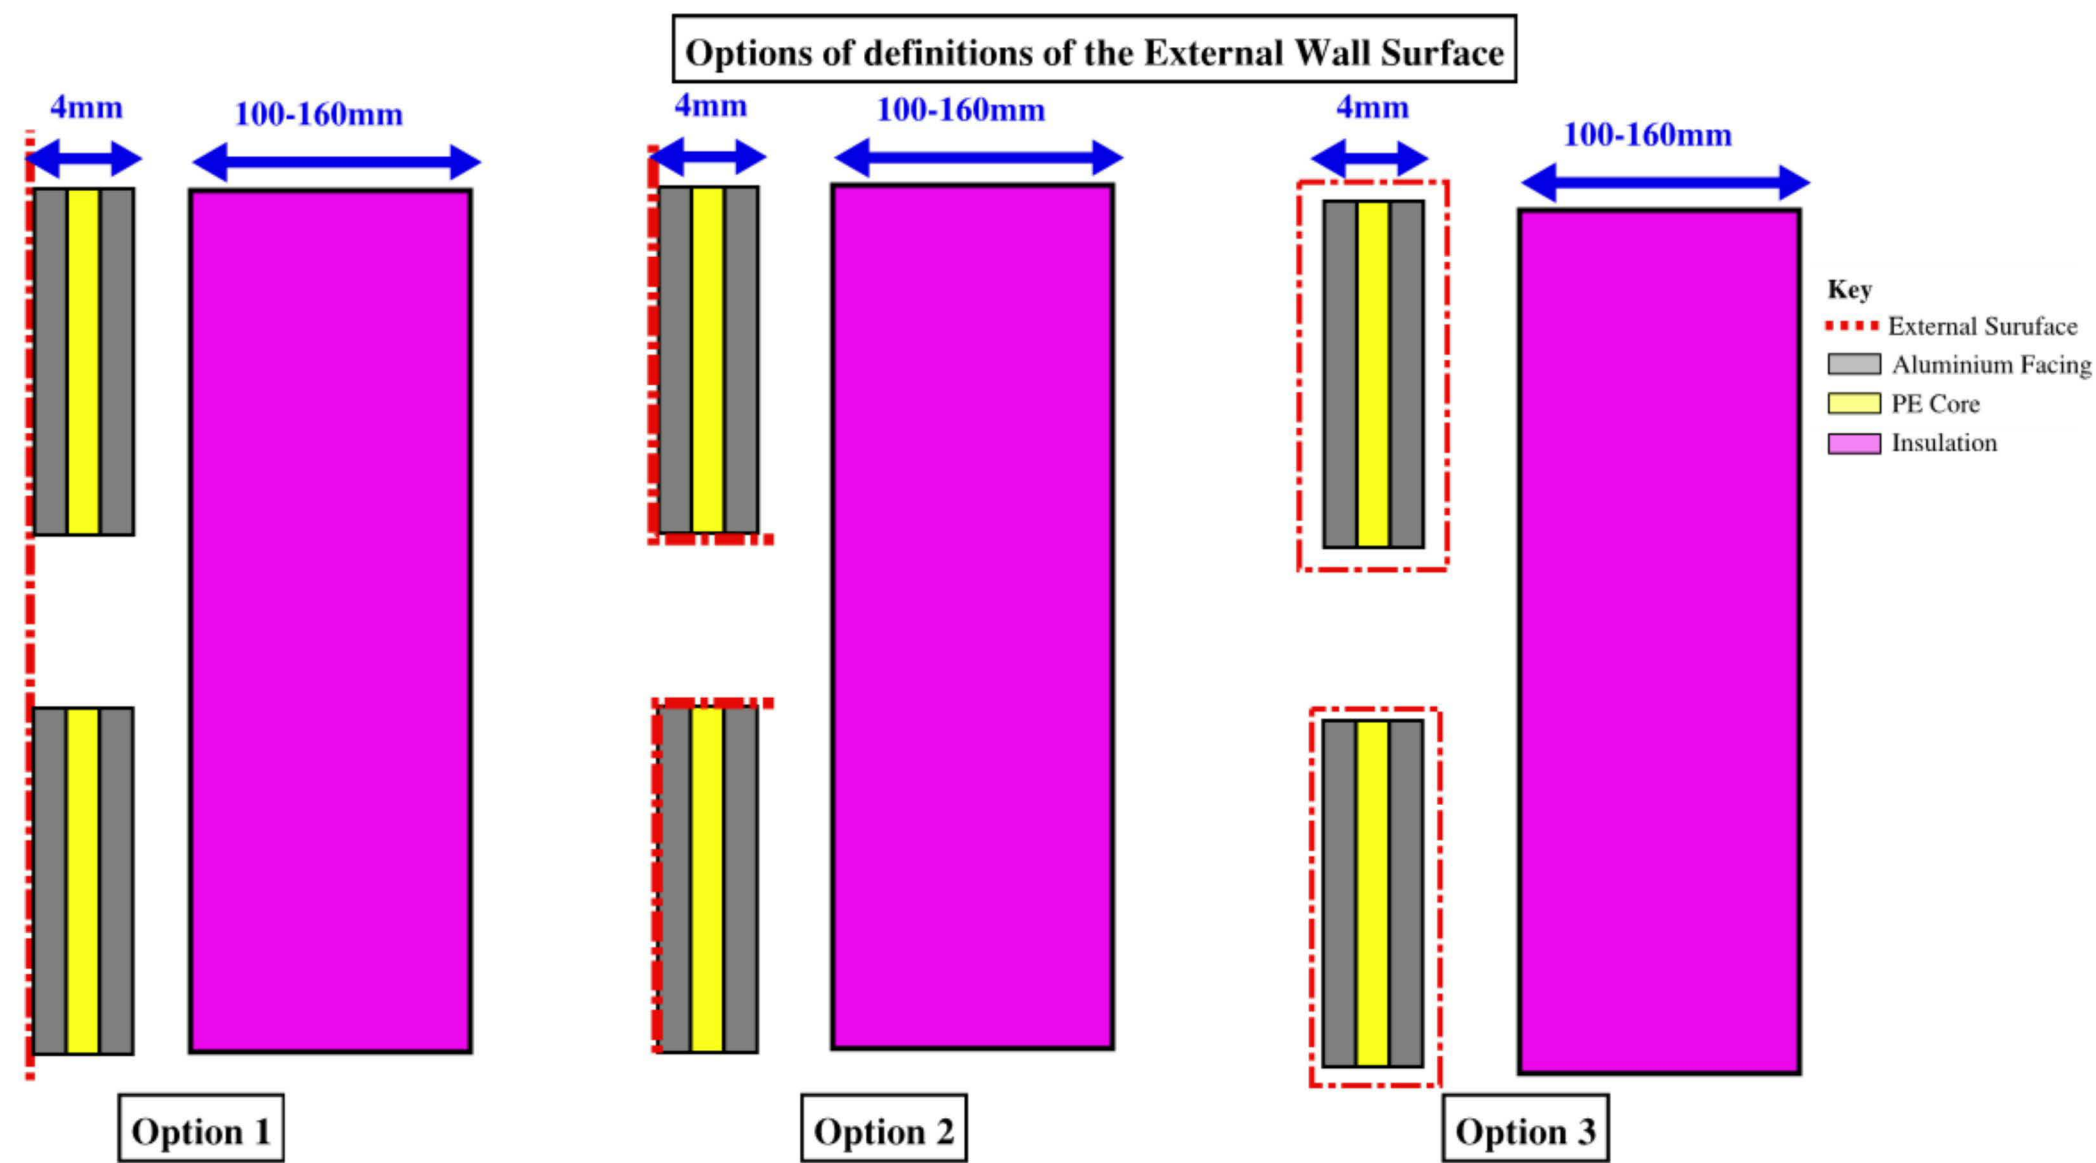 Options of definitions of the External Wall Surface
4mm
100-160mm
4mm
100-160mm
4mm
100-160mm
Key
External Suruface
Aluminium Facing
PE Core
Insulation
Option 1
Option 2
Option 3